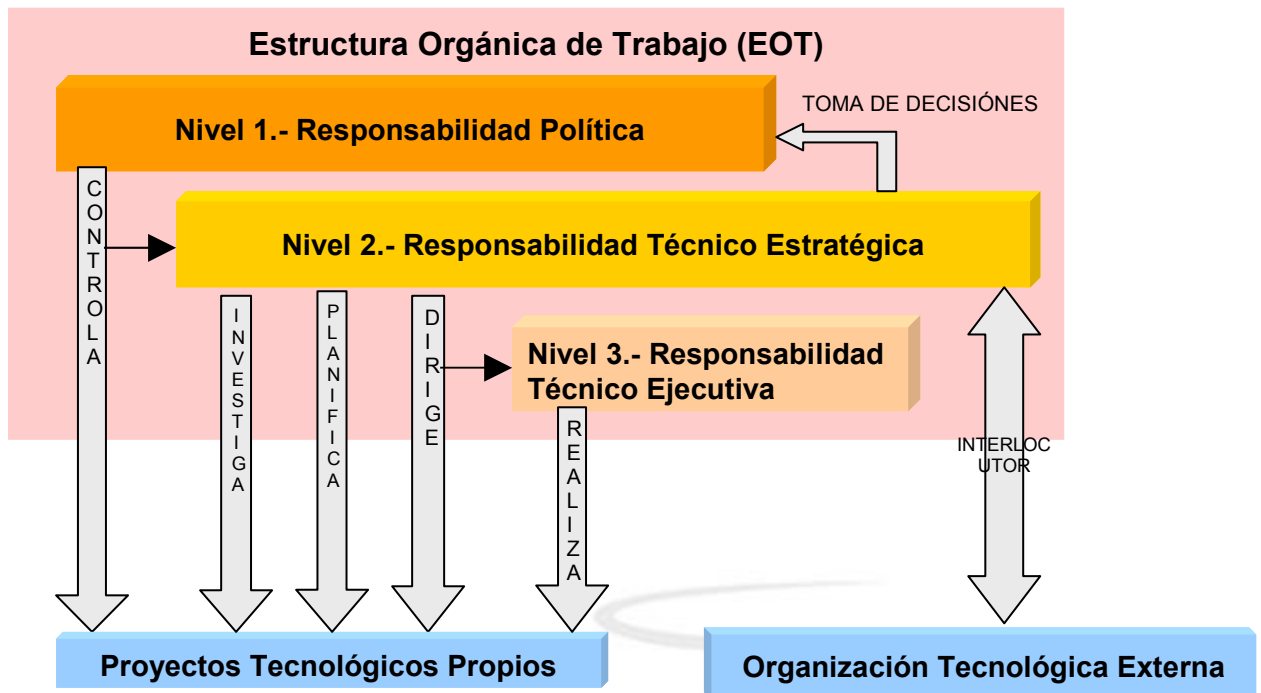 Estructura Orgánica de Trabajo (EOT)
TOMA DE DECISIÓNES
Nivel 1.- Responsabilidad Política
CONTROLA
Nivel 2.- Responsabilidad Técnico Estratégica
INVESTIGA
PLANIFICA
DIRIGE
Nivel 3.- Responsabilidad
Técnico Ejecutiva
REALIZA
INTERLOC
UTOR
Proyectos Tecnológicos Propios
Organización Tecnológica Externa